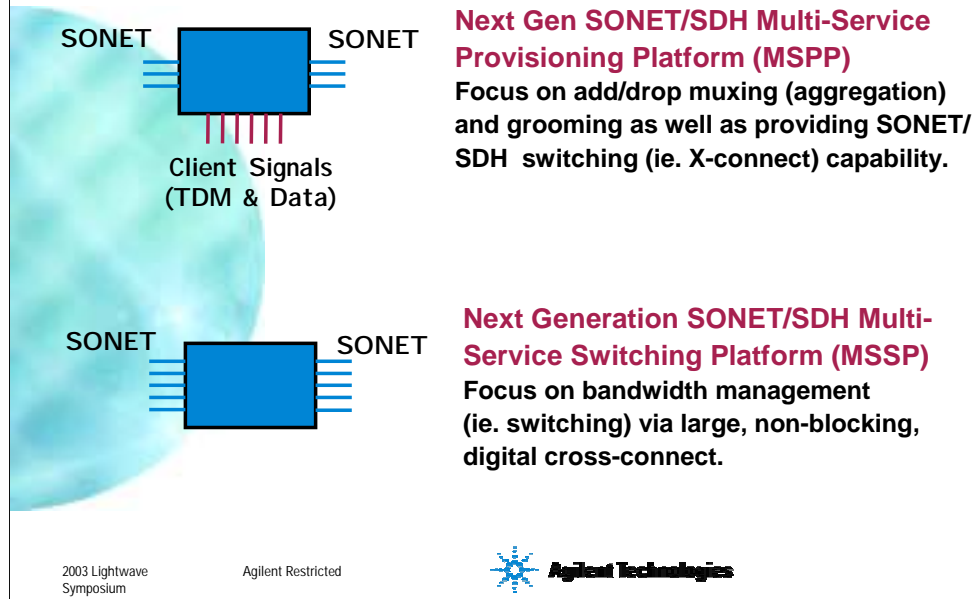 SONET
SONET
Client Signals
(TDM & Data)
Next Gen SONET/SDH Multi-Service
Provisioning Platform (MSPP)
Focus on add/drop muxing (aggregation)
and grooming as well as providing SONET/
SDH switching (ie. X-connect) capability.
SONET
SONET
Next Generation SONET/SDH Multi-
Service Switching Platform (MSSP)
Focus on bandwidth management
(ie. switching) via large, non-blocking,
digital cross-connect.
2003 Lightwave
Symposium
Agilent Restricted
Agilent Technologies